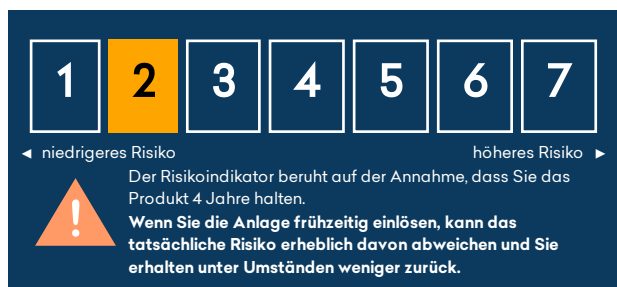 1 2 3 4 5 6 7
◄ niedrigeres Risiko höheres Risiko ►
Der Risikoindikator beruht auf der Annahme, dass Sie das
Produkt 4 Jahre halten.
Wenn Sie die Anlage frühzeitig einlösen, kann das
tatsächliche Risiko erheblich davon abweichen und Sie
erhalten unter Umständen weniger zurück.